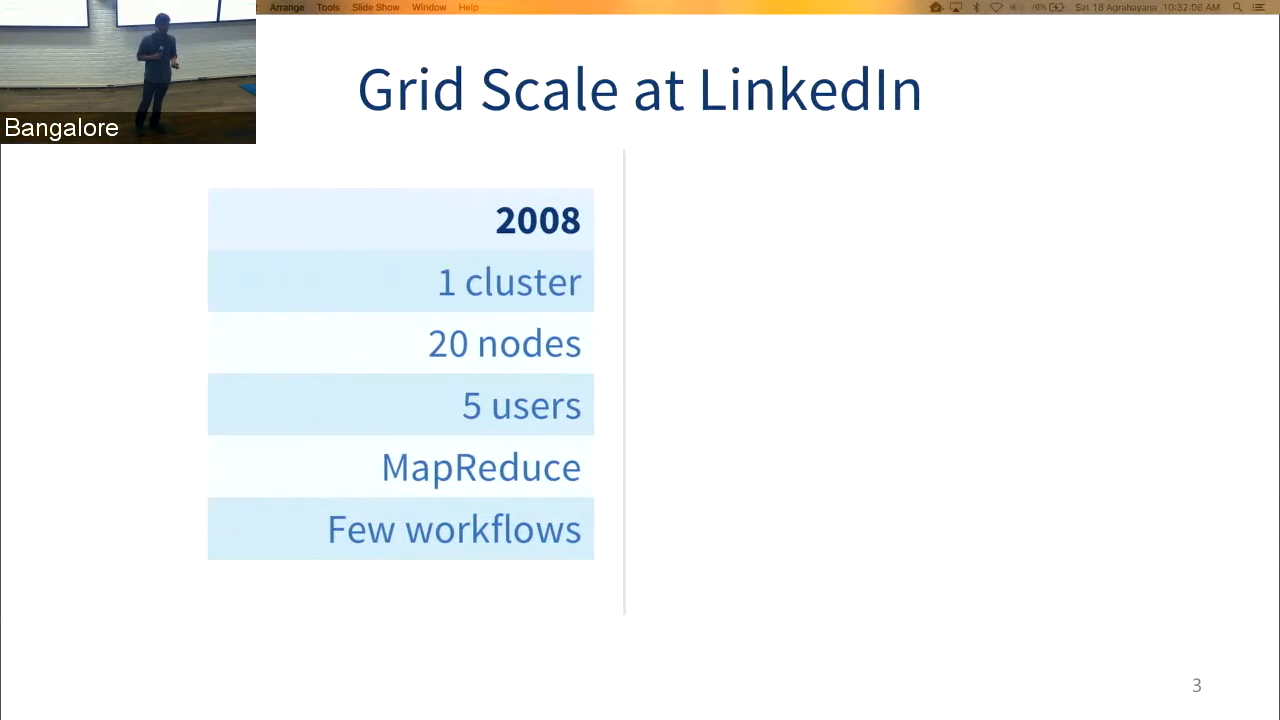 Arrange Tools Slide Show Window Help
Sat 18 Agrahayana 10:32:08 AM
Bangalore
Grid Scale at LinkedIn
2008
1 cluster
20 nodes
5 users
MapReduce
Few workflows
3